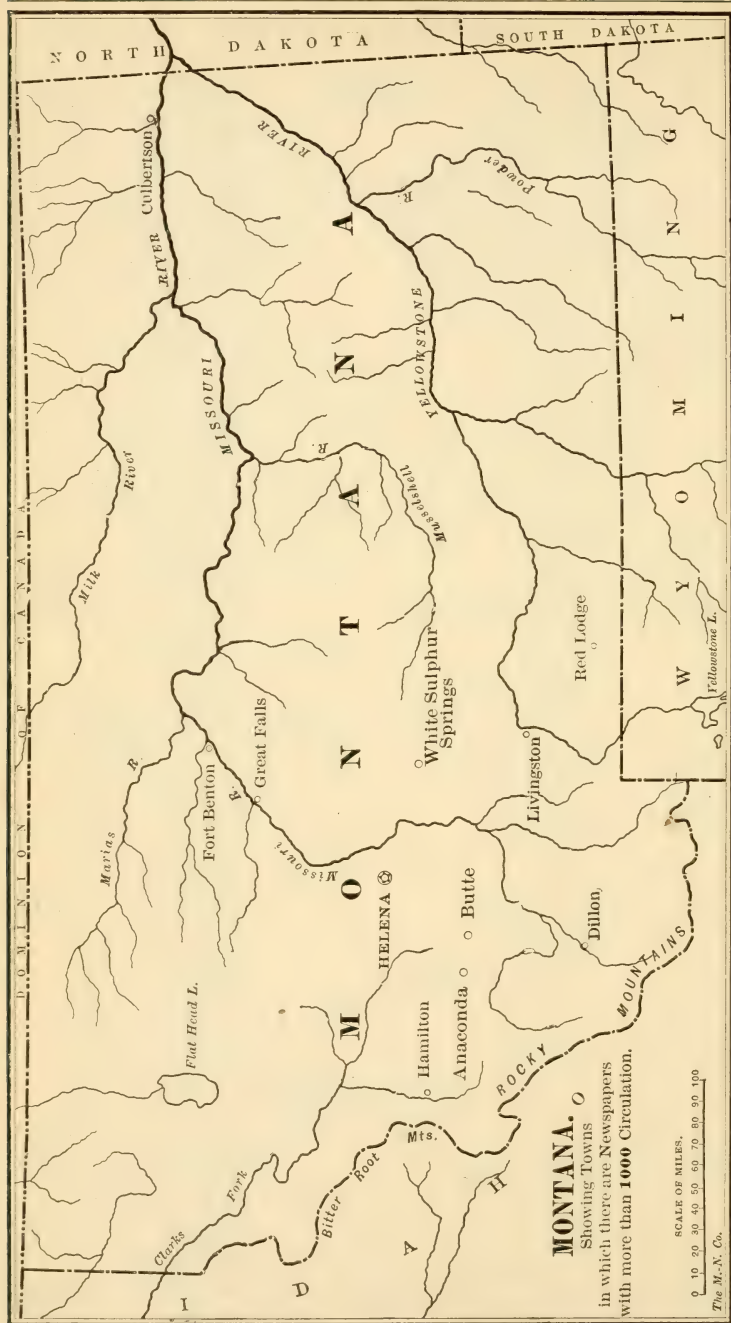 DOMINION OF CANADA
NORTH DAKOTA
SOUTH DAKOTA
WYOMING
IDAH
MONTANA
Culbertson
RIVER
MISSOURI
RIVER
YELLOWSTONE
Powder
R.
Milk
River
Musselshell
R.
Marias
R.
Fort Benton
Great Falls
Missouri
R.
White Sulphur
Springs
Red Lodge
Livingston
Yellowstone L.
HELENA
Butte
Anaconda
Hamilton
Dillon
Flat Head L.
Clarks
Fork
Bitter
Root
Mts.
ROCKY
MOUNTAINS
MONTANA.
Showing Towns
in which there are Newspapers
with more than 1000 Circulation.
SCALE OF MILES.
0 10 20 30 40 50 60 70 80 90 100
The M.-N. Co.